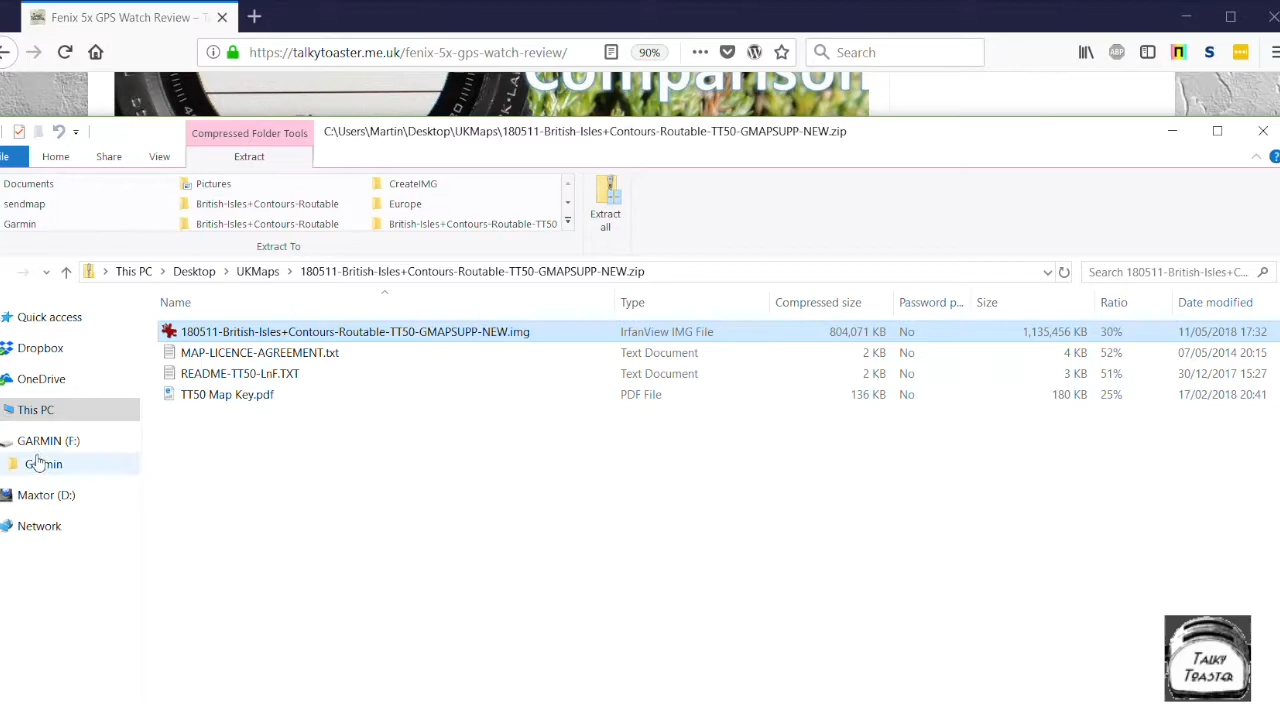 Fenix 5x GPS Watch Review – T
https://talkytoaster.me.uk/fenix-5x-gps-watch-review/
90%
Search
ABP
n
S
Comparison
Compressed Folder Tools
C:\Users\Martin\Desktop\UKMaps\180511-British-Isles+Contours-Routable-TT50-GMAPSUPP-NEW.zip
ile
Home
Share
View
Extract
Documents
Pictures
CreateIMG
sendmap
British-Isles+Contours-Routable
Europe
Garmin
British-Isles+Contours-Routable
British-Isles+Contours-Routable-TT50
Extract all
Extract To
This PC > Desktop > UKMaps > 180511-British-Isles+Contours-Routable-TT50-GMAPSUPP-NEW.zip
Search 180511-British-Isles+C...
Name Type Compressed size Password p... Size Ratio Date modified
180511-British-Isles+Contours-Routable-TT50-GMAPSUPP-NEW.img IrfanView IMG File 804,071 KB No 1,135,456 KB 30% 11/05/2018 17:32
MAP-LICENCE-AGREEMENT.txt Text Document 2 KB No 4 KB 52% 07/05/2014 20:15
README-TT50-LnF.TXT Text Document 2 KB No 3 KB 51% 30/12/2017 15:27
TT50 Map Key.pdf PDF File 136 KB No 180 KB 25% 17/02/2018 20:41
Quick access
Dropbox
OneDrive
This PC
GARMIN (F:)
Garmin
Maxtor (D:)
Network
TALKY
TOASTER